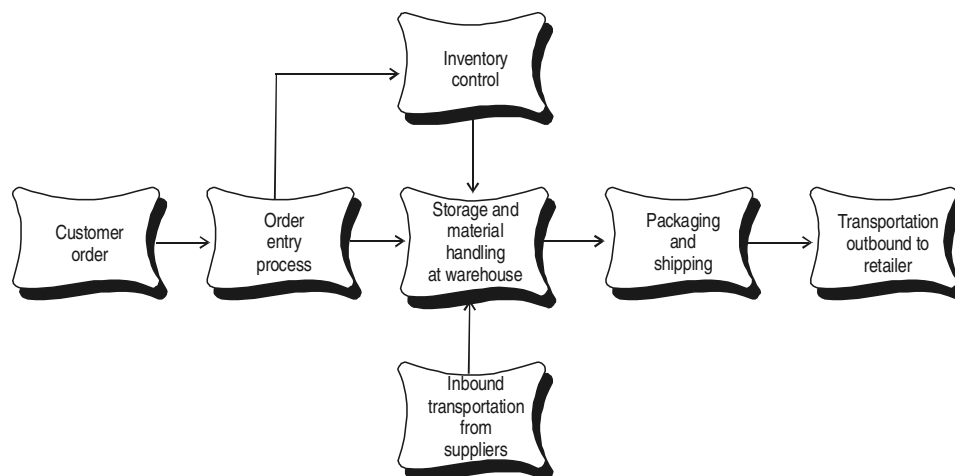 Inventory
control
Customer
order
Order
entry
process
Storage and
material
handling
at warehouse
Packaging
and
shipping
Transportation
outbound to
retailer
Inbound
transportation
from
suppliers